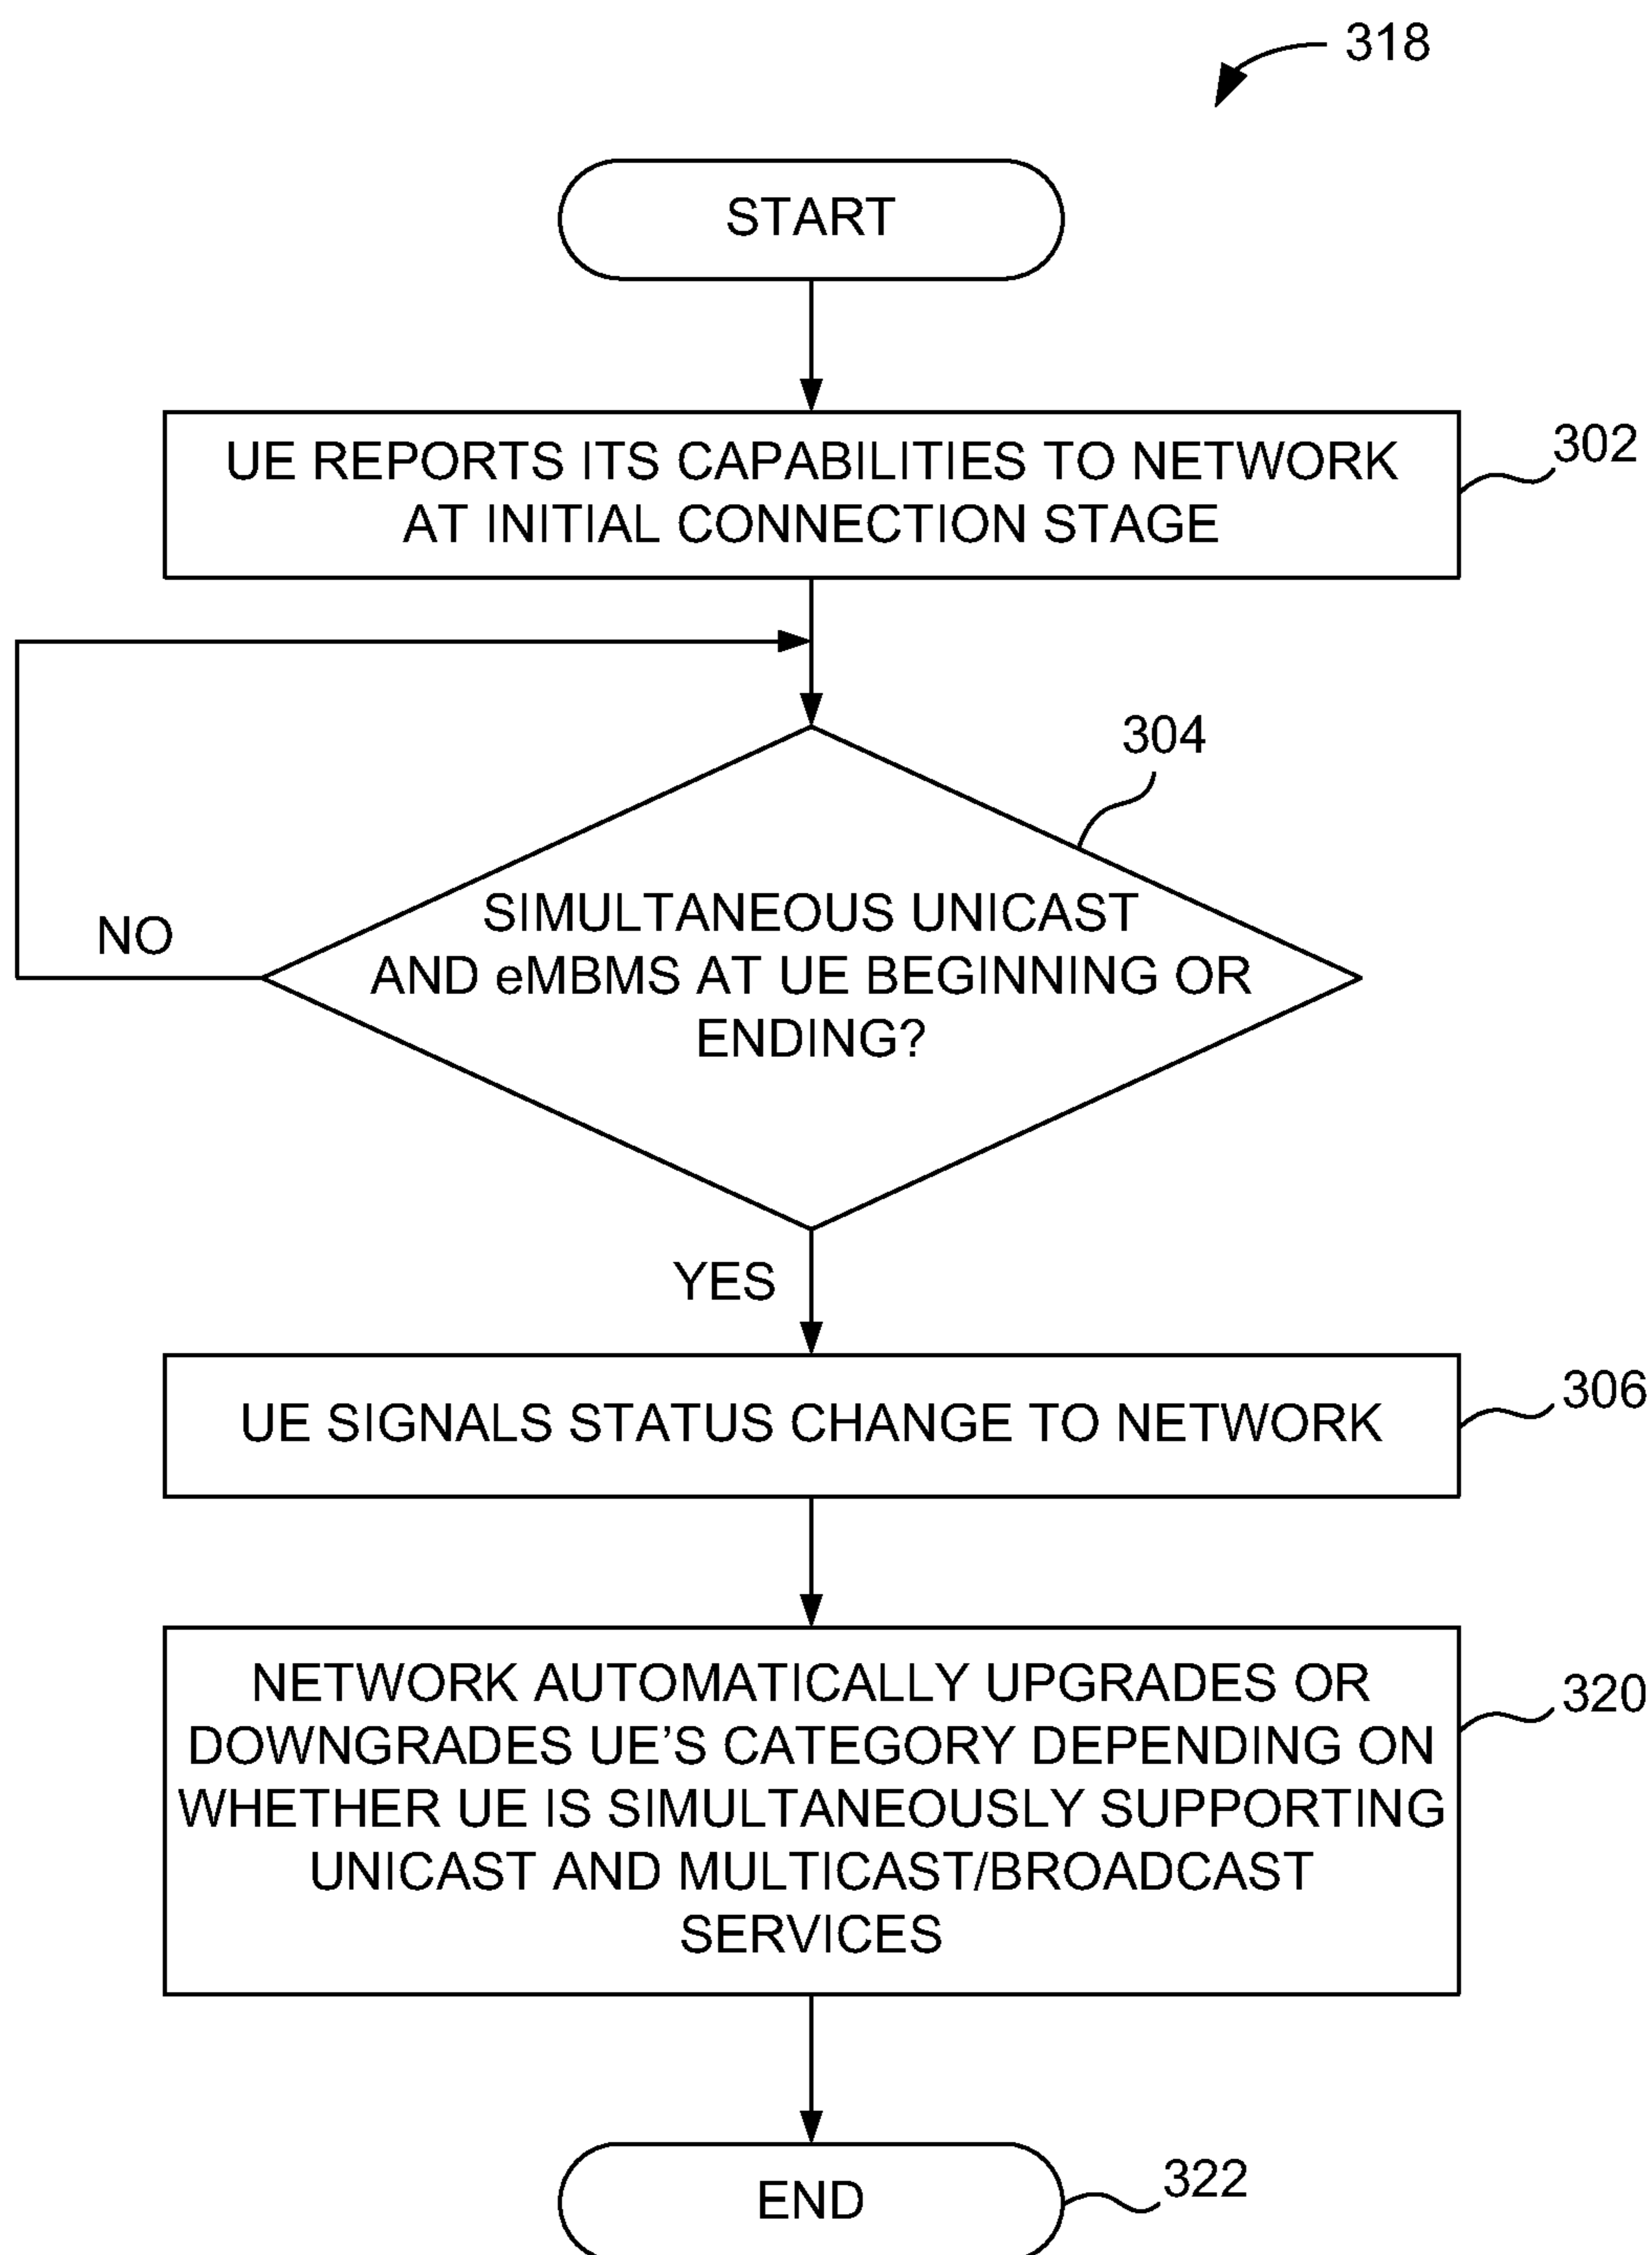 318
START
UE REPORTS ITS CAPABILITIES TO NETWORK
AT INITIAL CONNECTION STAGE
302
304
SIMULTANEOUS UNICAST
AND eMBMS AT UE BEGINNING OR
ENDING?
NO
YES
UE SIGNALS STATUS CHANGE TO NETWORK
306
NETWORK AUTOMATICALLY UPGRADES OR
DOWNGRADES UE'S CATEGORY DEPENDING ON
WHETHER UE IS SIMULTANEOUSLY SUPPORTING
UNICAST AND MULTICAST/BROADCAST
SERVICES
320
END
322